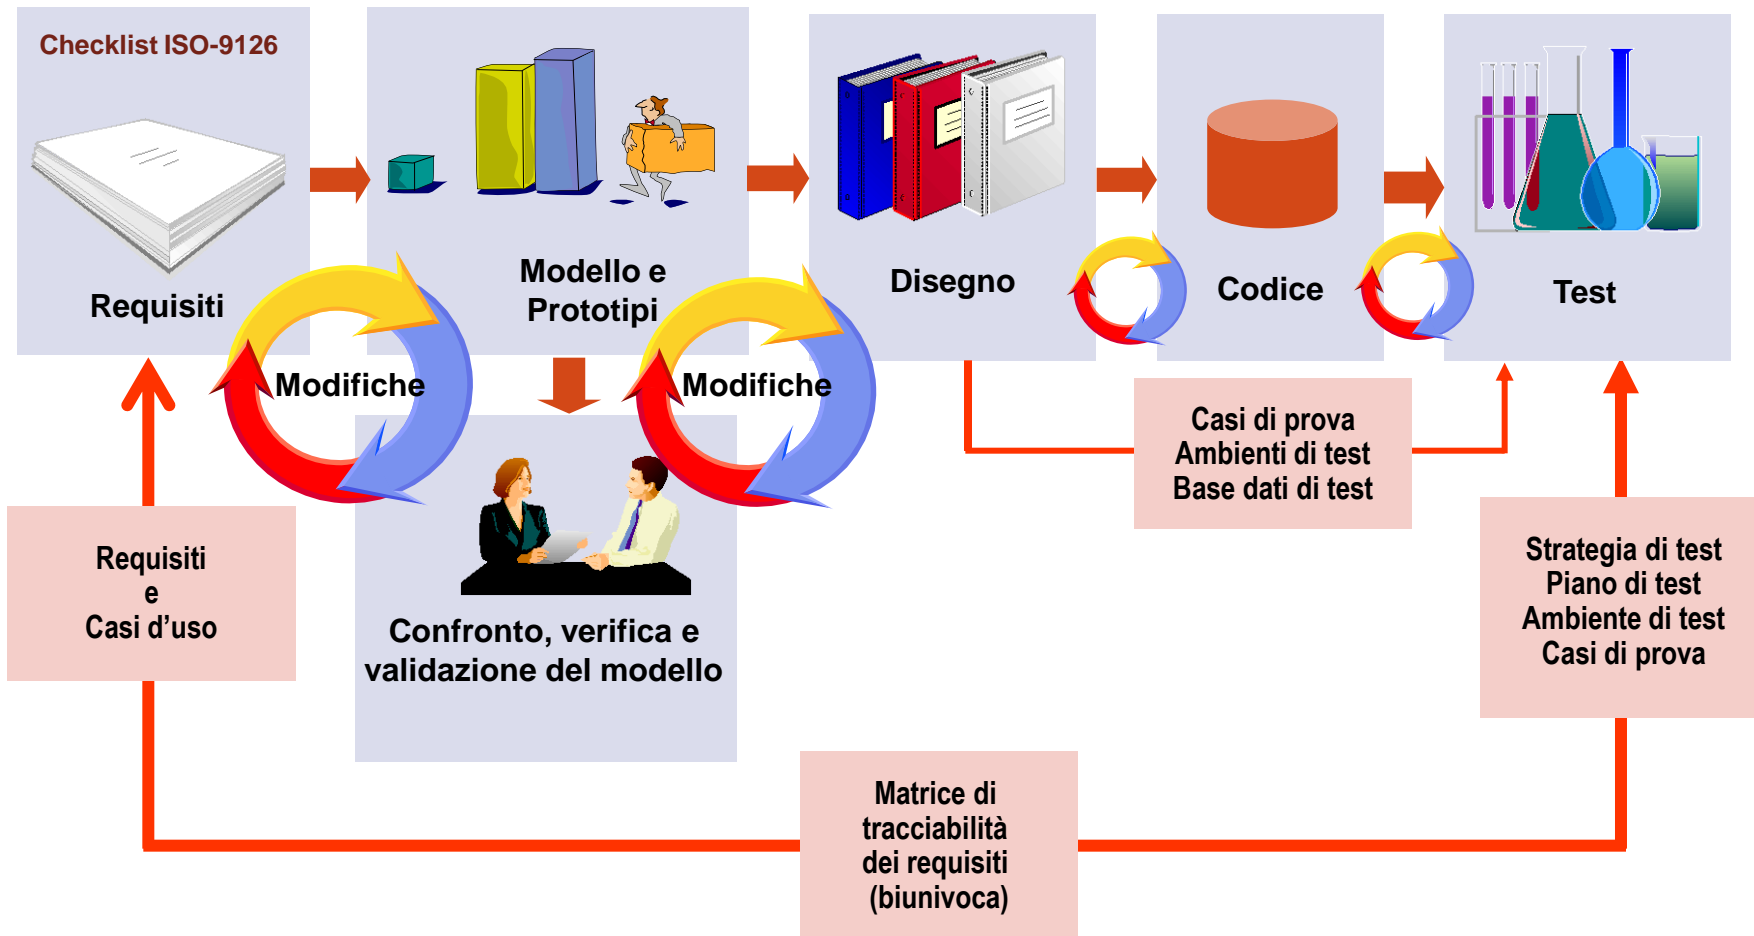 Checklist ISO-9126
Requisiti
Modello e
Prototipi
Disegno
Codice
Test
Modifiche
Modifiche
Casi di prova
Ambienti di test
Base dati di test
Requisiti
e
Casi d’uso
Confronto, verifica e
validazione del modello
Strategia di test
Piano di test
Ambiente di test
Casi di prova
Matrice di
tracciabilità
dei requisiti
(biunivoca)